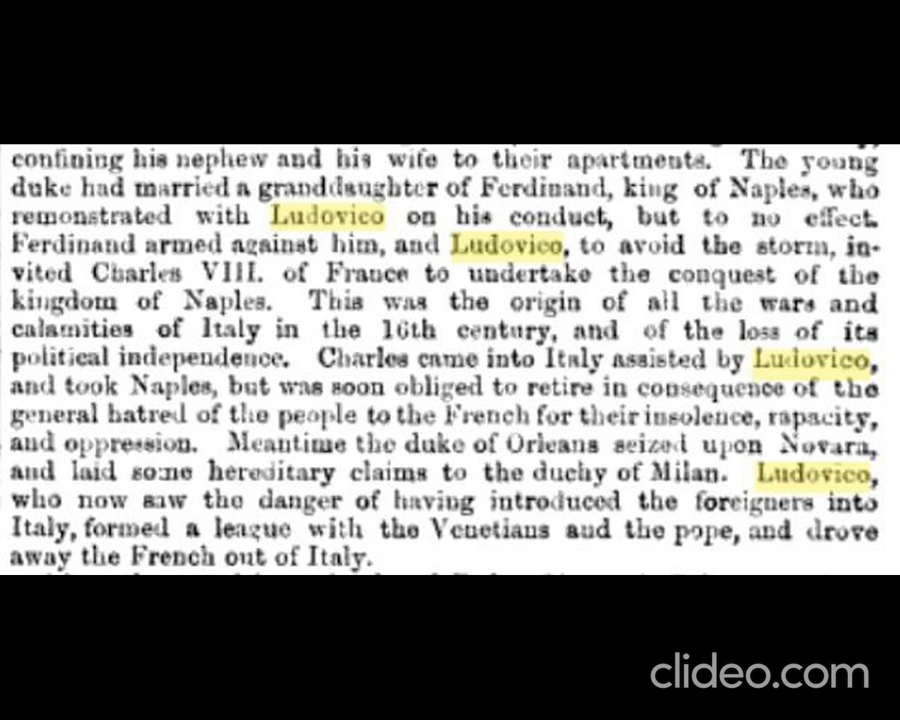 confining his nephew and his wife to their apartments. The young
duke had married a granddaughter of Ferdinand, king of Naples, who
remonstrated with Ludovico on his conduct, but to no effect.
Ferdinand armed against him, and Ludovico, to avoid the storm, in-
vited Charles VIII. of France to undertake the conquest of the
kingdom of Naples. This was the origin of all the wars and
calamities of Italy in the 16th century, and of the loss of its
political independence. Charles came into Italy assisted by Ludovico,
and took Naples, but was soon obliged to retire in consequence of the
general hatred of the people to the French for their insolence, rapacity,
and oppression. Meantime the duke of Orleans seized upon Novara,
and laid some hereditary claims to the duchy of Milan. Ludovico,
who now saw the danger of having introduced the foreigners into
Italy, formed a league with the Venetians and the pope, and drove
away the French out of Italy.
clideo.com